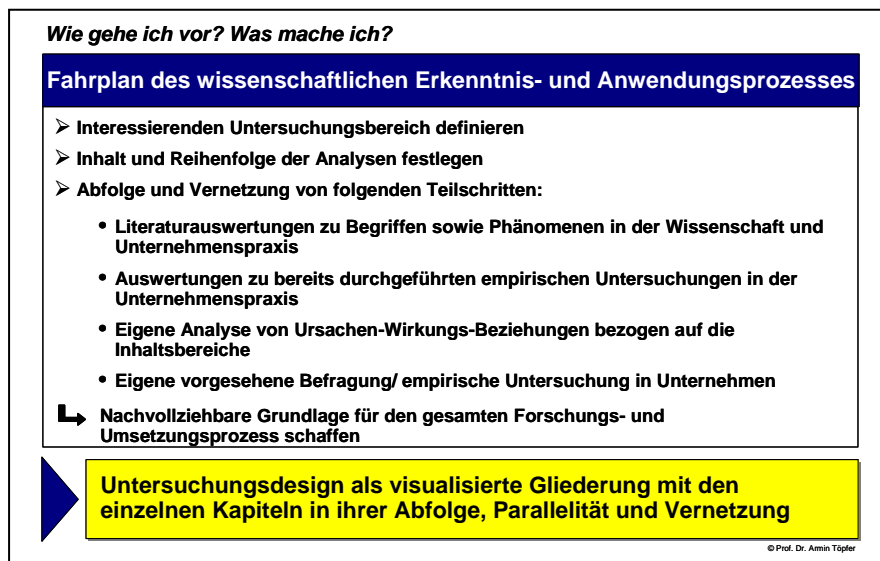 Wie gehe ich vor? Was mache ich?
Fahrplan des wissenschaftlichen Erkenntnis- und Anwendungsprozesses
➢ Interessierenden Untersuchungsbereich definieren
➢ Inhalt und Reihenfolge der Analysen festlegen
➢ Abfolge und Vernetzung von folgenden Teilschritten:
• Literaturauswertungen zu Begriffen sowie Phänomenen in der Wissenschaft und
Unternehmenspraxis
• Auswertungen zu bereits durchgeführten empirischen Untersuchungen in der
Unternehmenspraxis
• Eigene Analyse von Ursachen-Wirkungs-Beziehungen bezogen auf die
Inhaltsbereiche
• Eigene vorgesehene Befragung/ empirische Untersuchung in Unternehmen
Nachvollziehbare Grundlage für den gesamten Forschungs- und
Umsetzungsprozess schaffen
Untersuchungsdesign als visualisierte Gliederung mit den
einzelnen Kapiteln in ihrer Abfolge, Parallelität und Vernetzung
© Prof. Dr. Armin Töpfer